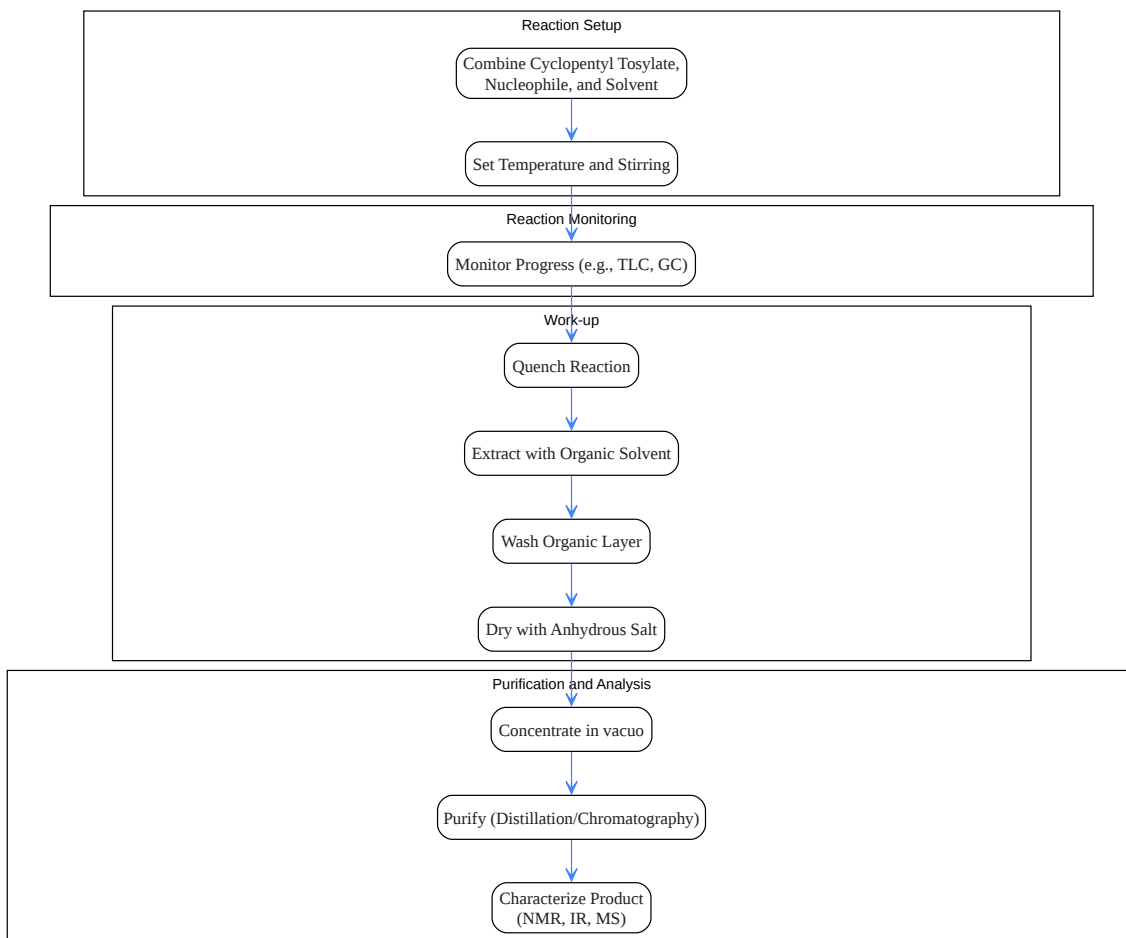 Reaction Setup
Combine Cyclopentyl Tosylate,
Nucleophile, and Solvent
Set Temperature and Stirring
Reaction Monitoring
Monitor Progress (e.g., TLC, GC)
Work-up
Quench Reaction
Extract with Organic Solvent
Wash Organic Layer
Dry with Anhydrous Salt
Purification and Analysis
Concentrate in vacuo
Purify (Distillation/Chromatography)
Characterize Product
(NMR, IR, MS)